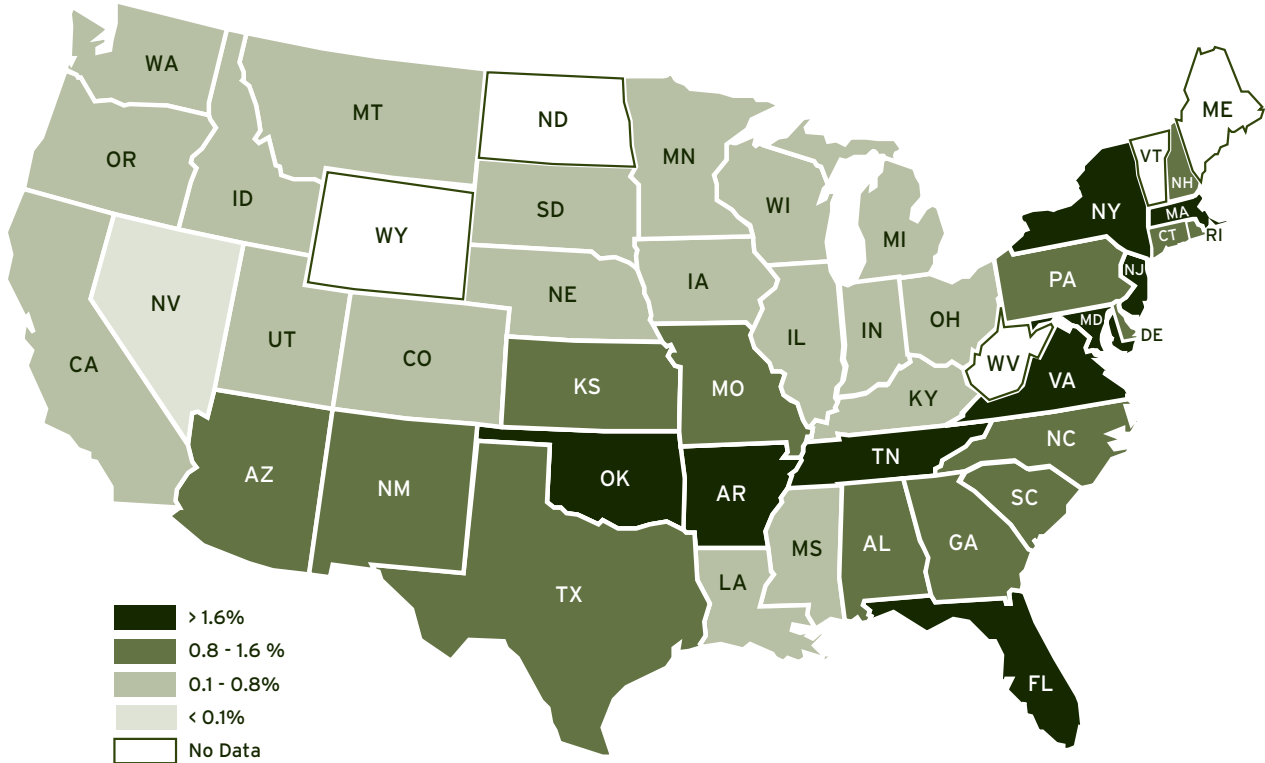 WA
MT
ND
ME
OR
MN
VT
ID
SD
WI
NH
NY
MA
WY
MI
CT
RI
NV
NE
IA
PA
NJ
UT
IL
IN
OH
MD
DE
CA
CO
WV
KS
MO
KY
VA
AZ
NM
OK
AR
TN
NC
SC
TX
LA
MS
AL
GA
FL
> 1.6%
0.8 - 1.6 %
0.1 - 0.8%
< 0.1%
No Data